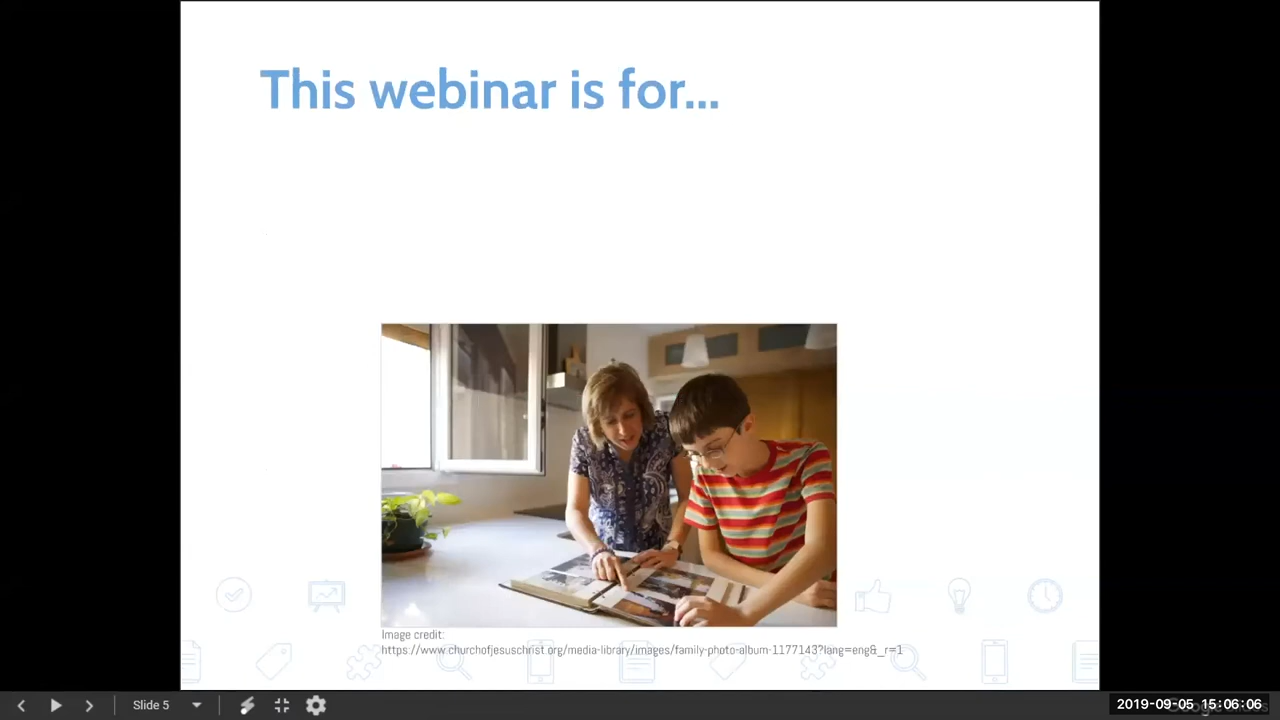 This webinar is for...
Image credit:
https://www.churchofjesuschrist.org/media-library/images/family-photo-album-1177143?lang=eng&_r=1
Slide 5
2019-09-05 15:06:06